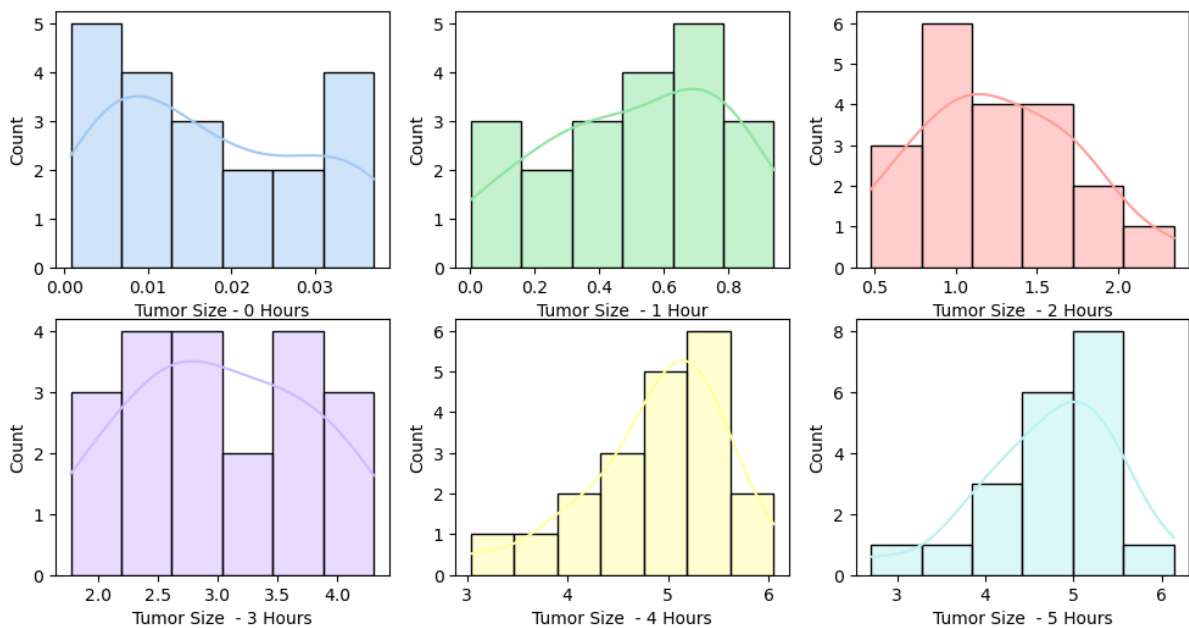 5
4
3
2
1
0
Count
0.00 0.01 0.02 0.03
Tumor Size - 0 Hours
5
4
3
2
1
0
Count
0.0 0.2 0.4 0.6 0.8
Tumor Size  - 1 Hour
6
5
4
3
2
1
0
Count
0.5 1.0 1.5 2.0
Tumor Size  - 2 Hours
4
3
2
1
0
Count
2.0 2.5 3.0 3.5 4.0
Tumor Size  - 3 Hours
6
5
4
3
2
1
0
Count
3 4 5 6
Tumor Size  - 4 Hours
8
6
4
2
0
Count
3 4 5 6
Tumor Size  - 5 Hours